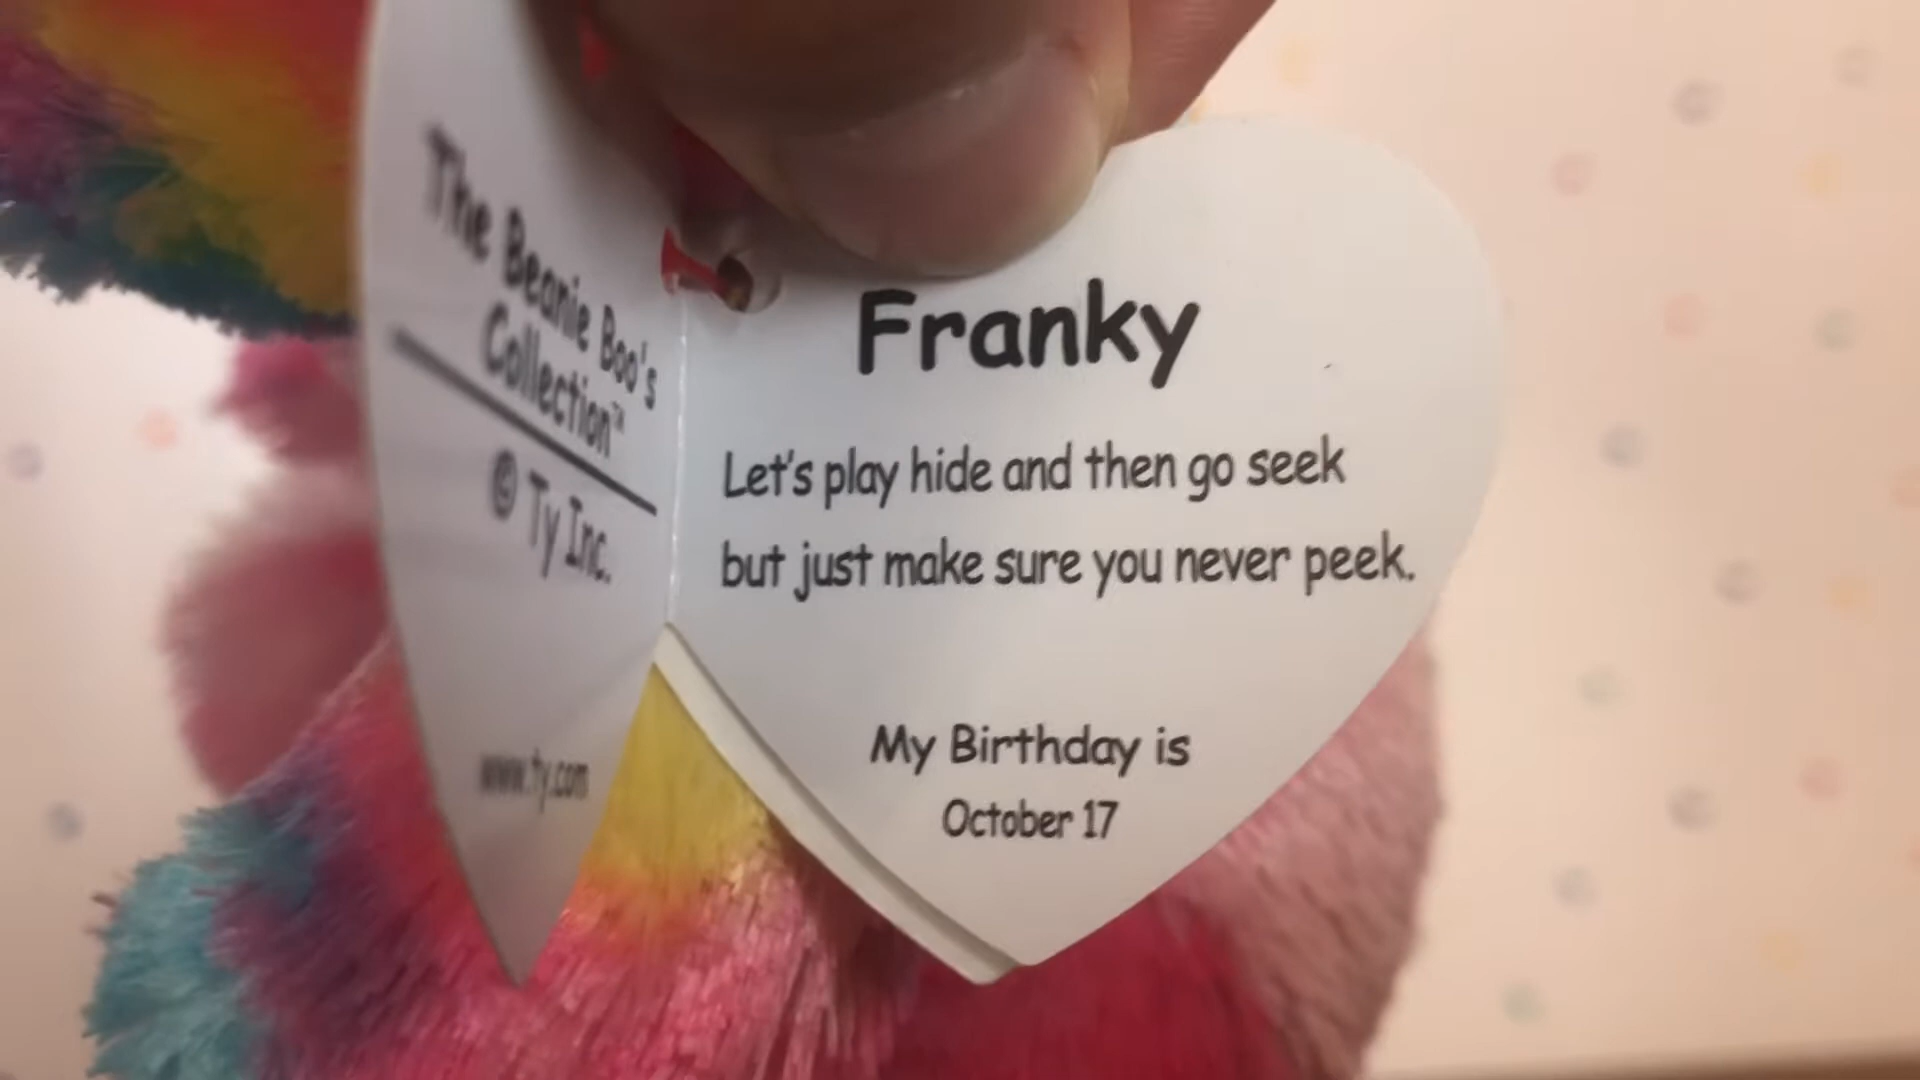 The Beanie Boo's
Collection™
© Ty Inc.
www.ty.com
Franky
Let's play hide and then go seek
but just make sure you never peek.
My Birthday is
October 17